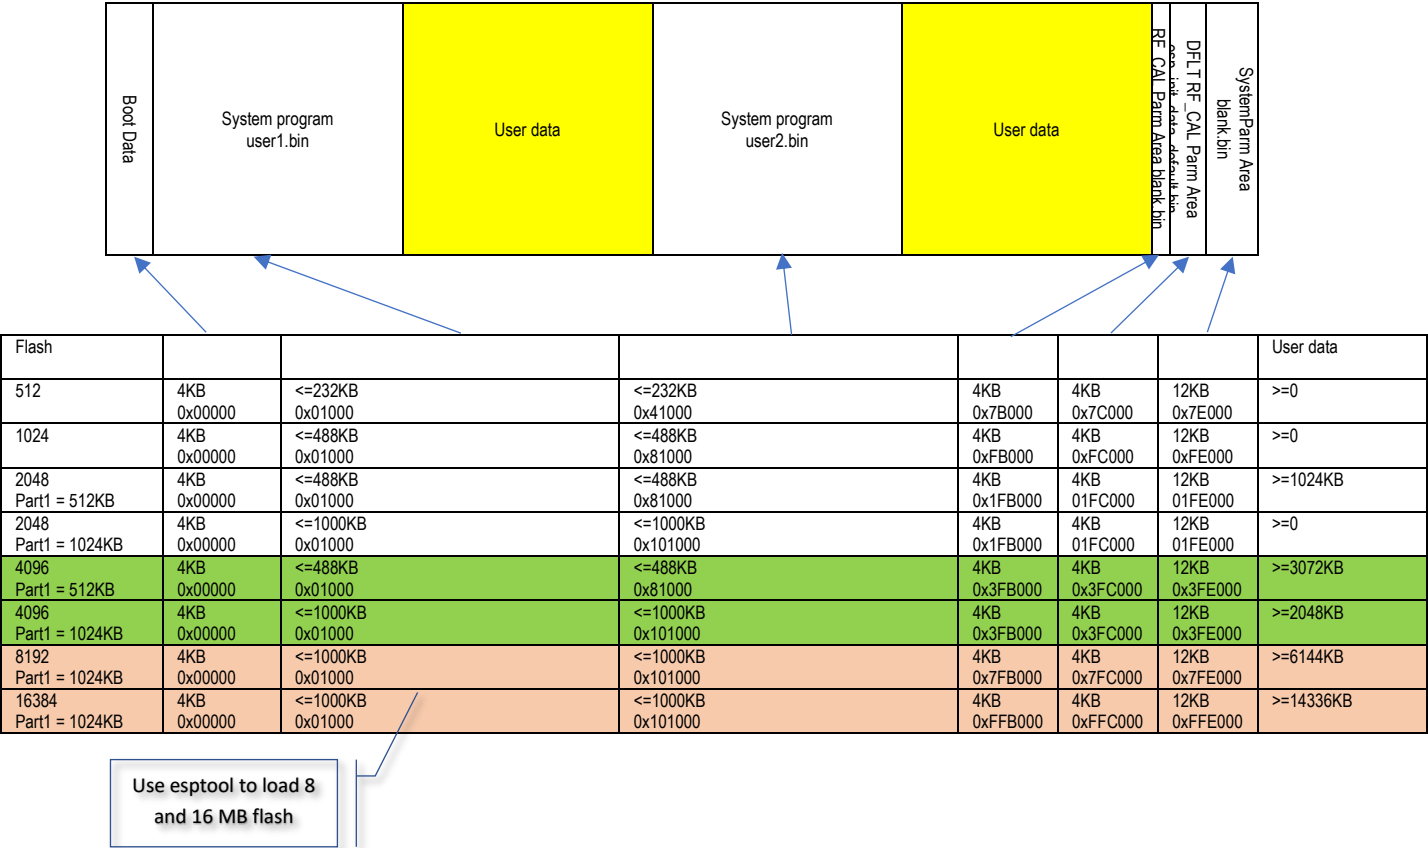 Boot Data
System program
user1.bin
User data
System program
user2.bin
User data
RF_CAL Parm Area blank.bin
DFLT RF_CAL Parm Area
esp_init_data_default.bin
SystemParm Area
blank.bin
Flash User data
512 4KB <=232KB <=232KB 4KB 4KB 12KB >=0
0x00000 0x01000 0x41000 0x7B000 0x7C000 0x7E000
1024 4KB <=488KB <=488KB 4KB 4KB 12KB >=0
0x00000 0x01000 0x81000 0xFB000 0xFC000 0xFE000
2048 4KB <=488KB <=488KB 4KB 4KB 12KB >=1024KB
Part1 = 512KB 0x00000 0x01000 0x81000 0x1FB000 01FC000 01FE000
2048 4KB <=1000KB <=1000KB 4KB 4KB 12KB >=0
Part1 = 1024KB 0x00000 0x01000 0x101000 0x1FB000 01FC000 01FE000
4096 4KB <=488KB <=488KB 4KB 4KB 12KB >=3072KB
Part1 = 512KB 0x00000 0x01000 0x81000 0x3FB000 0x3FC000 0x3FE000
4096 4KB <=1000KB <=1000KB 4KB 4KB 12KB >=2048KB
Part1 = 1024KB 0x00000 0x01000 0x101000 0x3FB000 0x3FC000 0x3FE000
8192 4KB <=1000KB <=1000KB 4KB 4KB 12KB >=6144KB
Part1 = 1024KB 0x00000 0x01000 0x101000 0x7FB000 0x7FC000 0x7FE000
16384 4KB <=1000KB <=1000KB 4KB 4KB 12KB >=14336KB
Part1 = 1024KB 0x00000 0x01000 0x101000 0xFFB000 0xFFC000 0xFFE000
Use esptool to load 8
and 16 MB flash